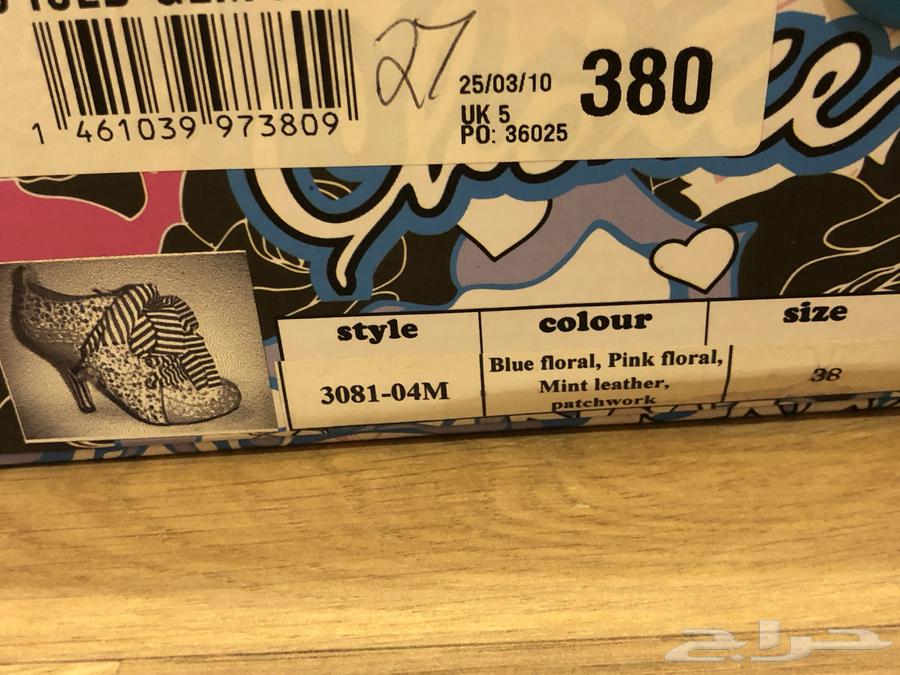 27
25/03/10
380
UK 5
PO: 36025
1 461039 973809
Choice
style
colour
size
3081-04M
Blue floral, Pink floral,
Mint leather,
patchwork
38
حراج